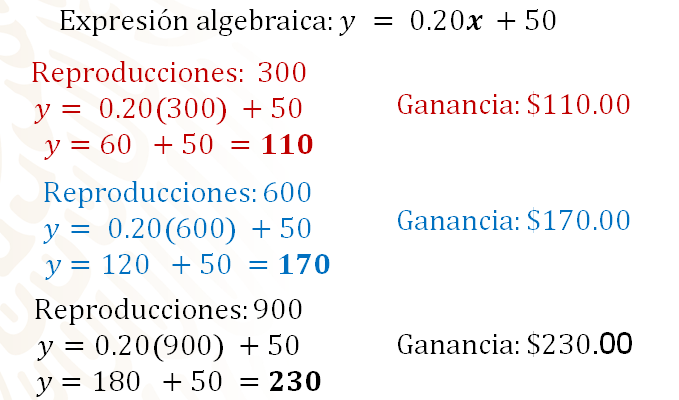 Expresión algebraica: y = 0.20x + 50
Reproducciones: 300
y = 0.20(300) + 50
Ganancia: $110.00
y = 60 + 50 = 110
Reproducciones: 600
y = 0.20(600) + 50
Ganancia: $170.00
y = 120 + 50 = 170
Reproducciones: 900
y = 0.20(900) + 50
Ganancia: $230.00
y = 180 + 50 = 230